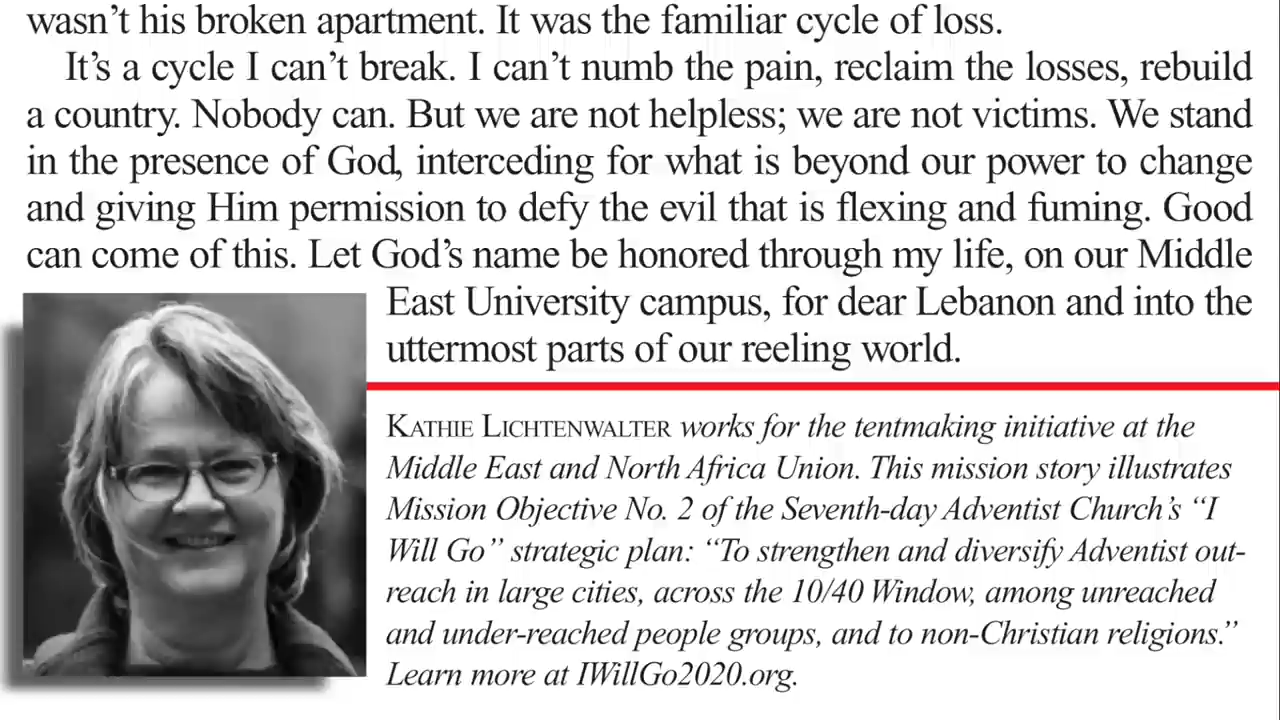 wasn’t his broken apartment. It was the familiar cycle of loss.
It’s a cycle I can’t break. I can’t numb the pain, reclaim the losses, rebuild
a country. Nobody can. But we are not helpless; we are not victims. We stand
in the presence of God, interceding for what is beyond our power to change
and giving Him permission to defy the evil that is flexing and fuming. Good
can come of this. Let God’s name be honored through my life, on our Middle
East University campus, for dear Lebanon and into the
uttermost parts of our reeling world.
KATHIE LICHTENWALTER works for the tentmaking initiative at the
Middle East and North Africa Union. This mission story illustrates
Mission Objective No. 2 of the Seventh-day Adventist Church’s “I
Will Go” strategic plan: “To strengthen and diversify Adventist out-
reach in large cities, across the 10/40 Window, among unreached
and under-reached people groups, and to non-Christian religions.”
Learn more at IWillGo2020.org.